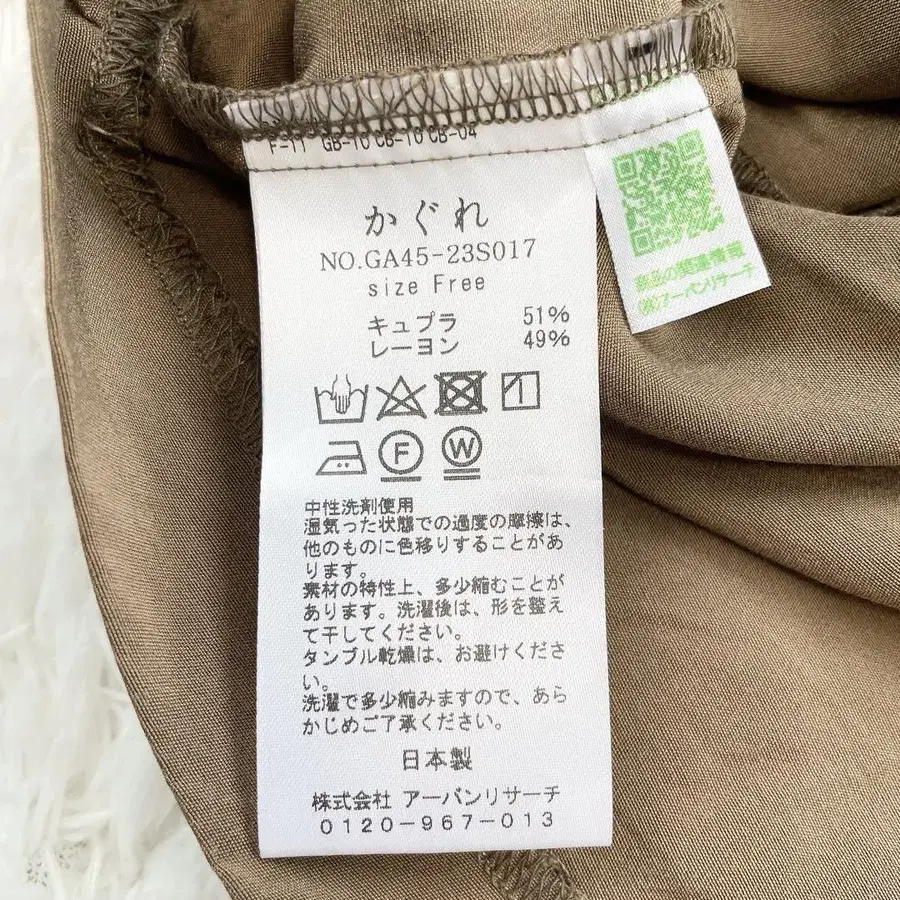 F-11 GB-10 CB-10 CB-04
かぐれ
NO.GA45-23S017
size Free
キュプラ 51%
レーヨン 49%
F W
中性洗剤使用
湿気った状態での過度の摩擦は、
他のものに色移りすることがあ
ります。
素材の特性上、多少縮むことが
あります。洗濯後は、形を整え
て干してください。
タンブル乾燥は、お避けくださ
い。
洗濯で多少縮みますので、あら
かじめご了承ください。
日本製
株式会社 アーバンリサーチ
0120-967-013
商品の関連情報
㈱アーバンリサーチ